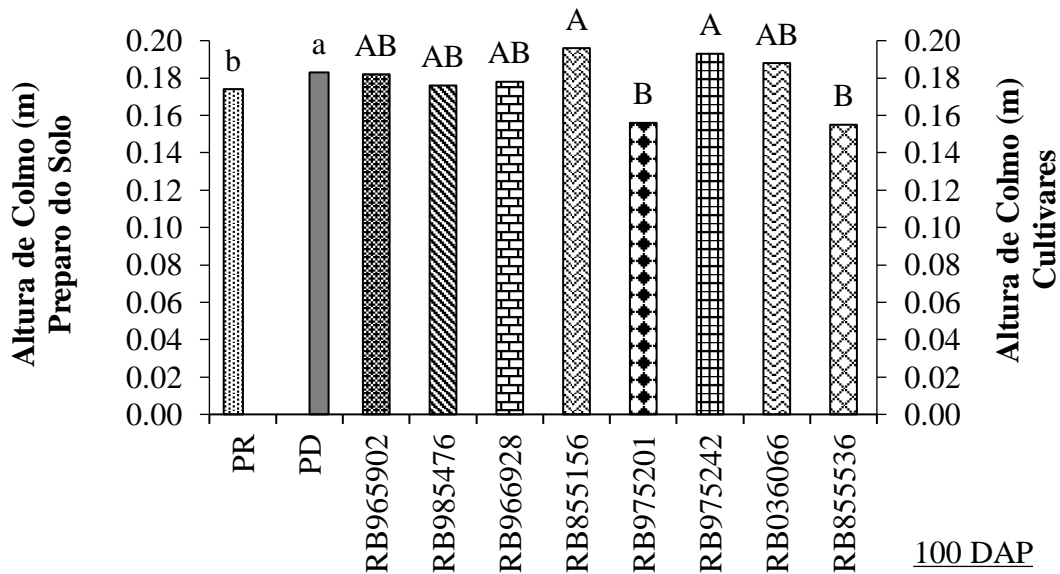 Altura de Colmo (m)
Preparo do Solo
0.20
0.18
0.16
0.14
0.12
0.10
0.08
0.06
0.04
0.02
0.00
b
a
AB
AB
AB
A
B
A
AB
B
PR
PD
RB965902
RB985476
RB966928
RB855156
RB975201
RB975242
RB036066
RB855536
0.20
0.18
0.16
0.14
0.12
0.10
0.08
0.06
0.04
0.02
0.00
Altura de Colmo (m)
Cultivares
100 DAP